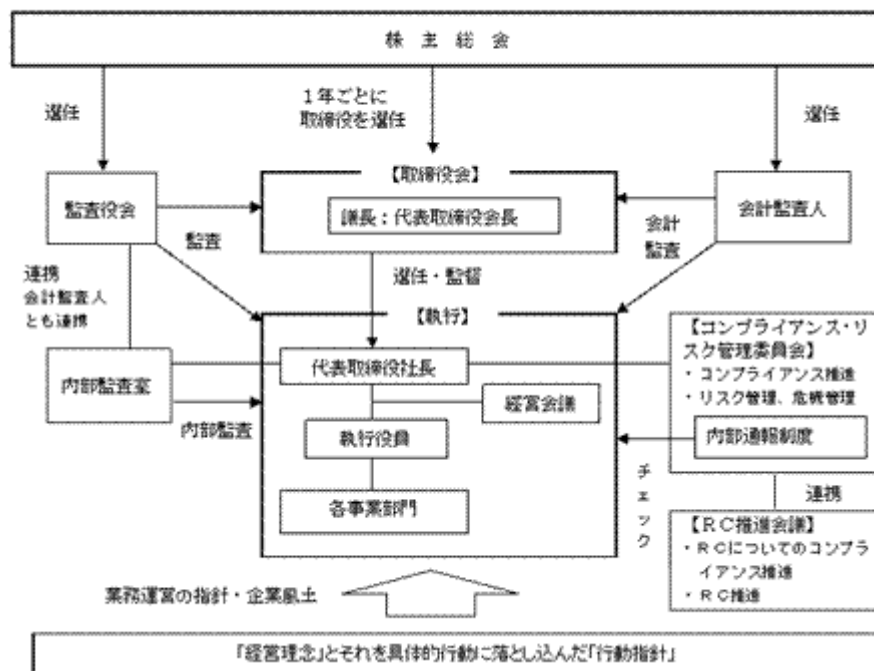 株主総会
選任
1年ごとに
取締役を選任
選任
【取締役会】
監査役会
議長:代表取締役会長
会計監査人
監査
会計
監査
連携
会計監査人
とも連携
選任・監督
【執行】
【コンプライアンス・リ
スク管理委員会】
・コンプライアンス推進
・リスク管理、危機管理
代表取締役社長
内部監査室
経営会議
内部監査
執行役員
内部通報制度
チェック
各事業部門
連携
【RC推進会議】
・RCについてのコンプラ
イアンス推進
・RC推進
業務運営の指針・企業風土
「経営理念」とそれを具体的行動に落とし込んだ「行動指針」